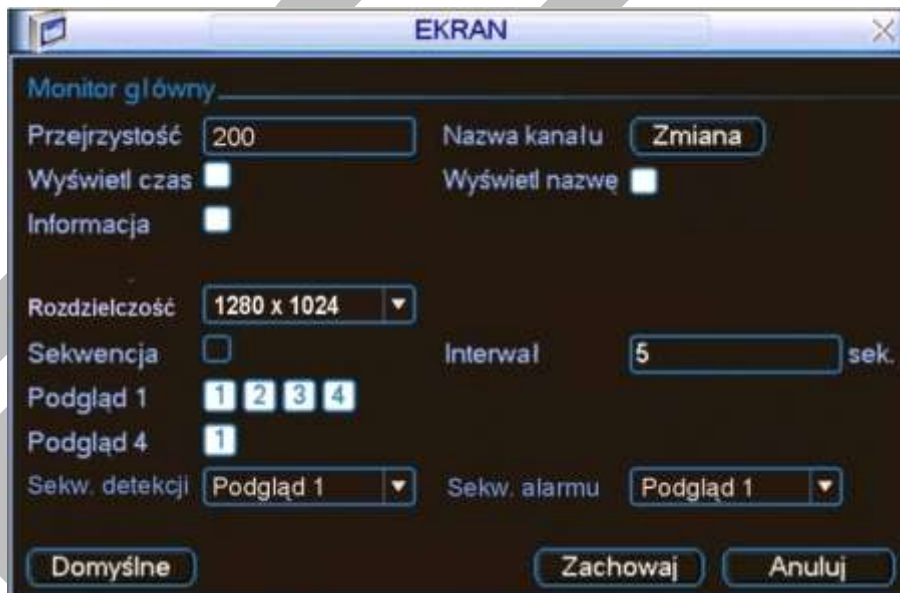 EKRAN
Monitor główny
Przejrzystość 200 Nazwa kanalu Zmiana
Wyświetl czas Wyświetl nazwę
Informacja
Rozdzielczość 1280 x 1024
Sekwencja Interwał 5 sek.
Podgląd 1 1 2 3 4
Podgląd 4 1
Sekw. detekcji Podgląd 1 Sekw. alarmu Podgląd 1
Domyślne Zachowaj Anuluj